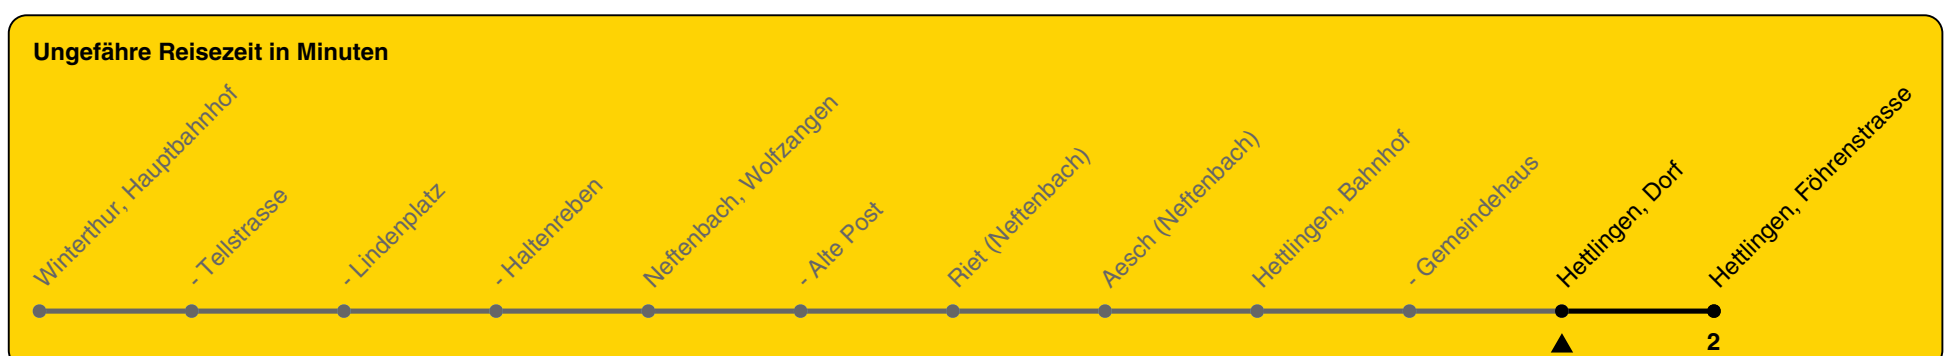 Ungefähre Reisezeit in Minuten
Winterthur, Hauptbahnhof
- Tellstrasse
- Lindenplatz
- Haltenreben
Neftenbach, Wolfzangen
- Alte Post
Riet (Neftenbach)
Aesch (Neftenbach)
Hettlingen, Bahnhof
- Gemeindehaus
Hettlingen, Dorf
Hettlingen, Föhrenstrasse
2